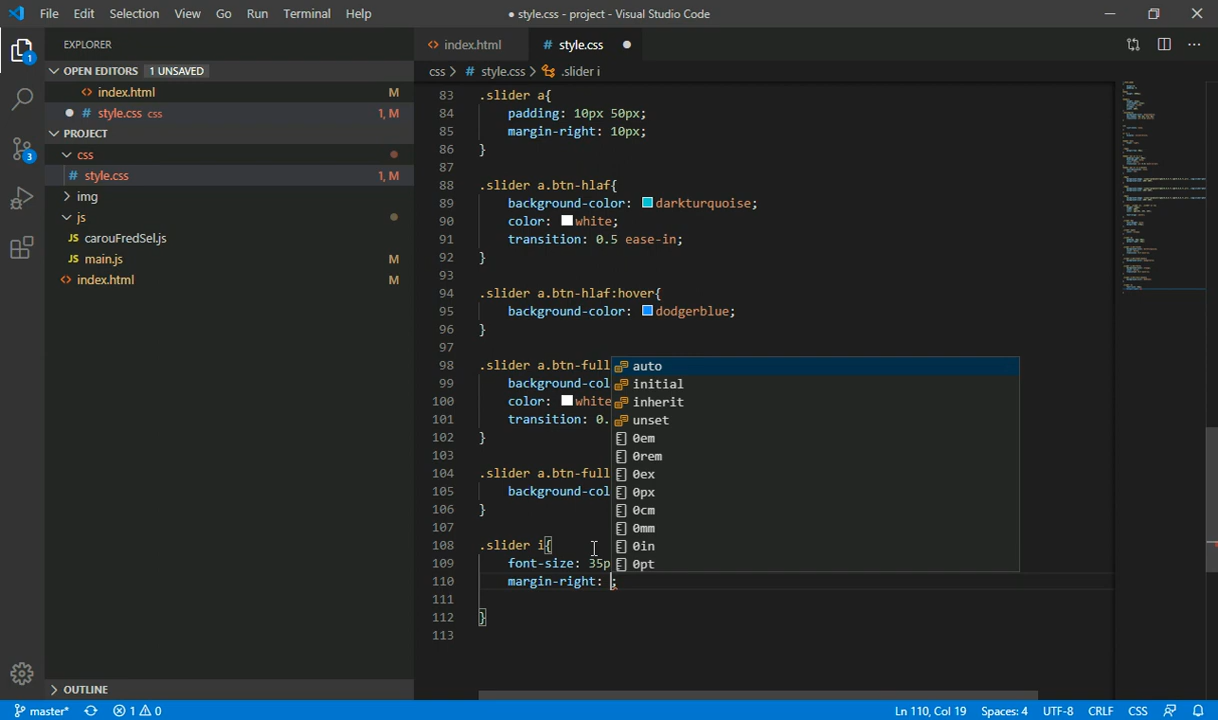 File Edit Selection View Go Run Terminal Help
● style.css - project - Visual Studio Code
EXPLORER
index.html
style.css
OPEN EDITORS 1 UNSAVED
css
style.css
.slider i
index.html M
style.css css 1, M
PROJECT
css
style.css 1, M
img
js
JS carouFredSel.js
JS main.js M
index.html M
OUTLINE
83 .slider a{
84 padding: 10px 50px;
85 margin-right: 10px;
86 }
87
88 .slider a.btn-hlaf{
89 background-color: darkturquoise;
90 color: white;
91 transition: 0.5 ease-in;
92 }
93
94 .slider a.btn-hlaf:hover{
95 background-color: dodgerblue;
96 }
97
98 .slider a.btn-full
99 background-col
100 color: white
101 transition: 0.
102 }
103
104 .slider a.btn-full
105 background-col
106 }
107
108 .slider i{
109 font-size: 35p
110 margin-right: ;
111
112 }
113
auto
initial
inherit
unset
0em
0rem
0ex
0px
0cm
0mm
0in
0pt
1
3
master* 1 0
Ln 110, Col 19 Spaces: 4 UTF-8 CRLF CSS